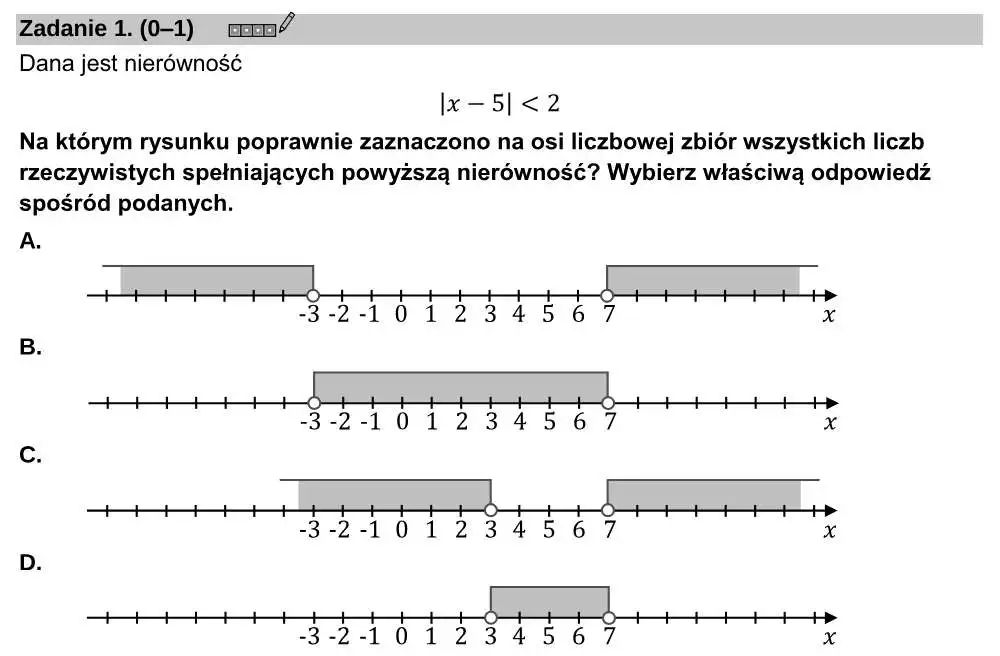 Zadanie 1. (0–1)
Dana jest nierówność
|x − 5| < 2
Na którym rysunku poprawnie zaznaczono na osi liczbowej zbiór wszystkich liczb
rzeczywistych spełniających powyższą nierówność? Wybierz właściwą odpowiedź
spośród podanych.
A.
-3 -2 -1 0 1 2 3 4 5 6 7 x
B.
-3 -2 -1 0 1 2 3 4 5 6 7 x
C.
-3 -2 -1 0 1 2 3 4 5 6 7 x
D.
-3 -2 -1 0 1 2 3 4 5 6 7 x